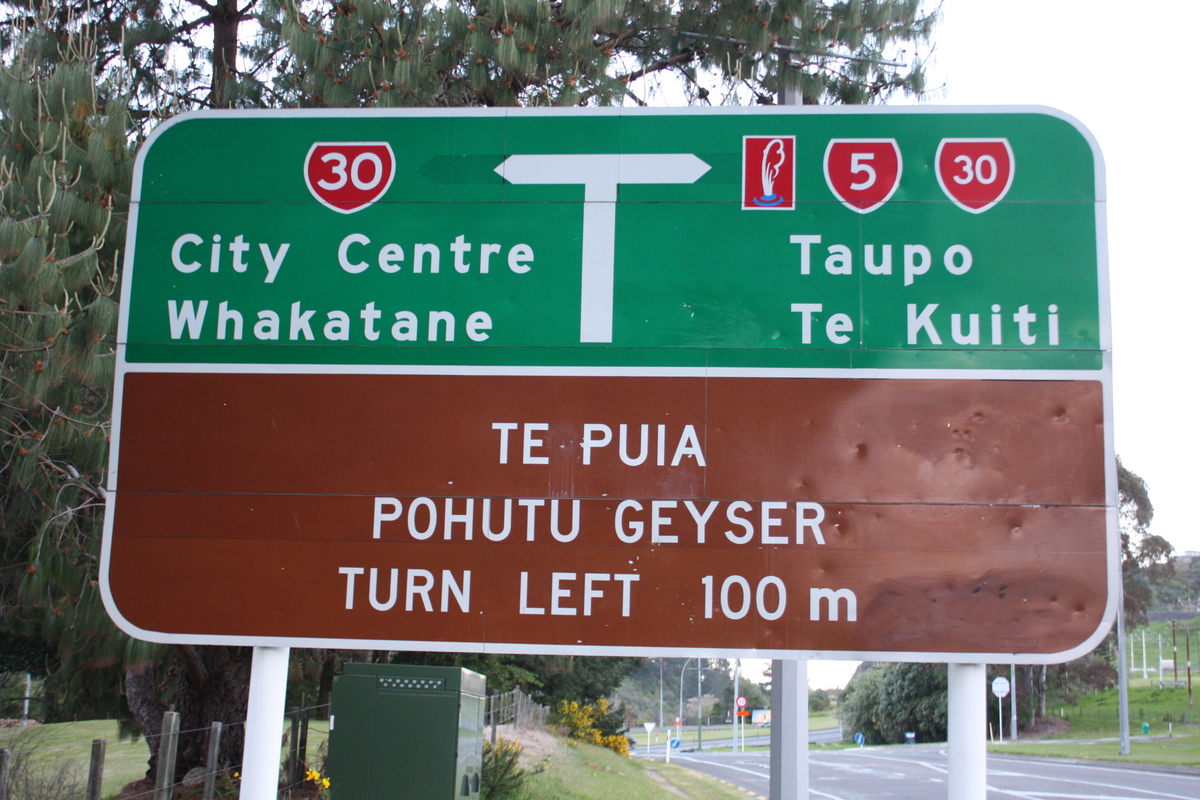 30 5 30
City Centre Taupo
Whakatane Te Kuiti
TE PUIA
POHUTU GEYSER
TURN LEFT 100 m